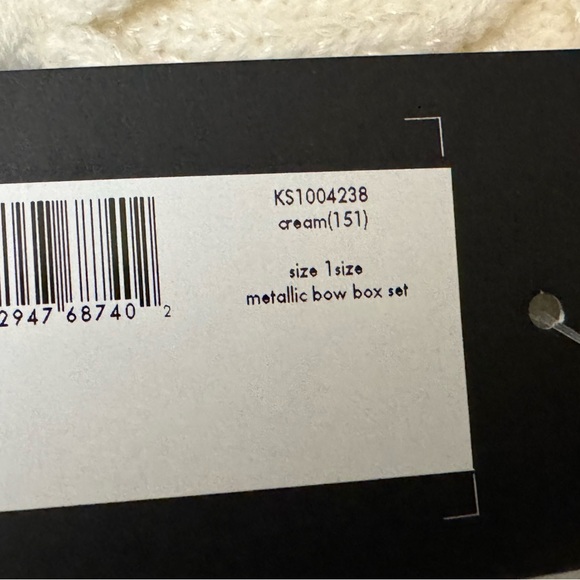 KS1004238
cream(151)
size 1size
metallic bow box set
2947 68740 2